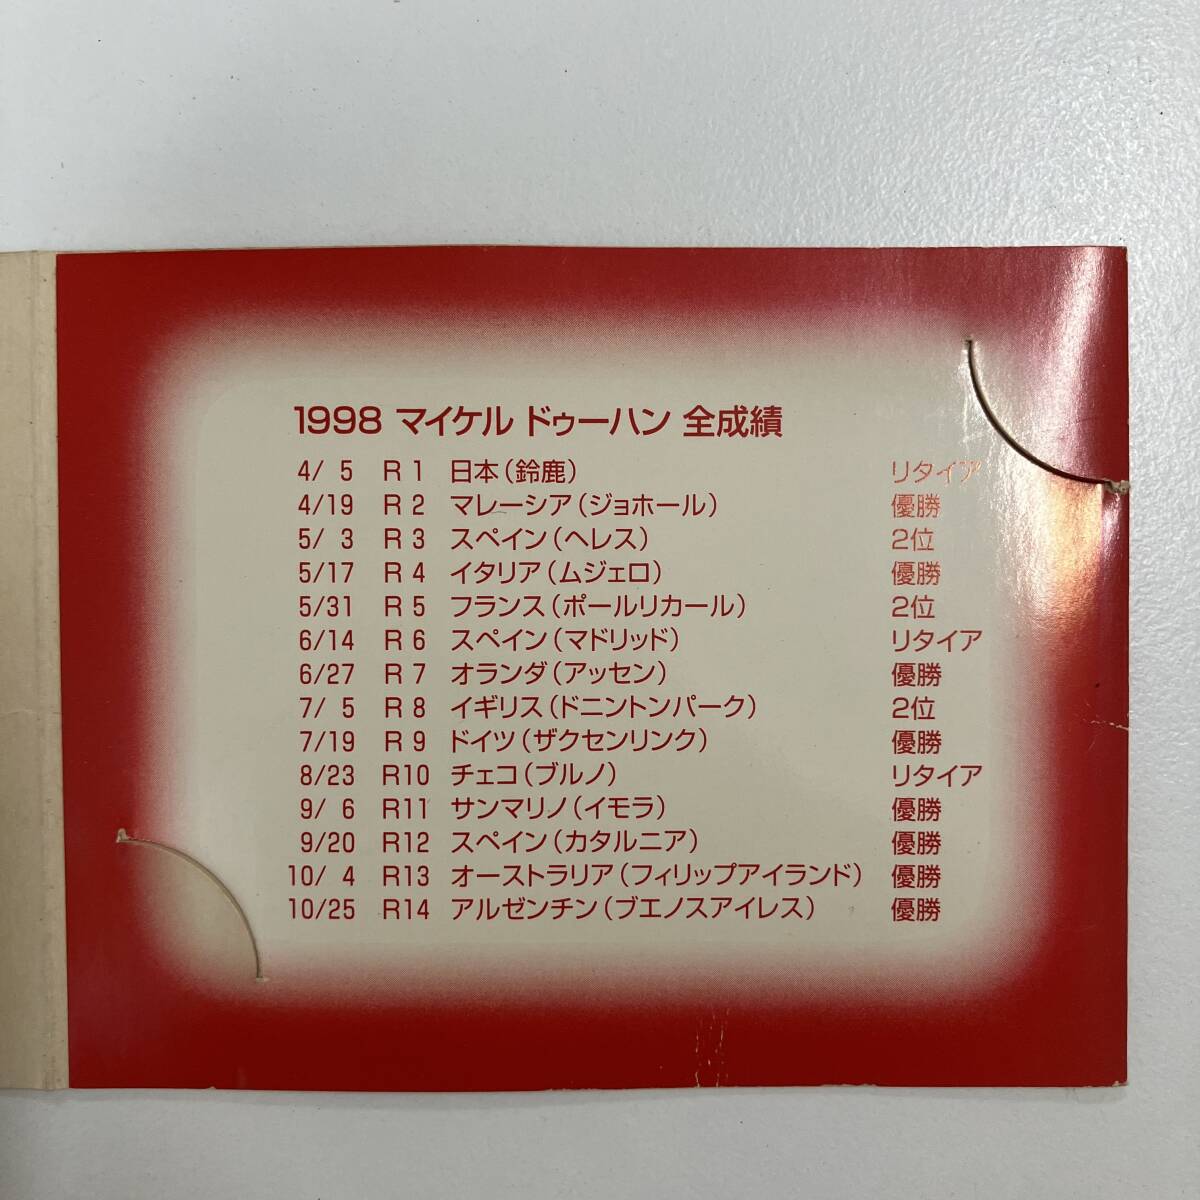 1998 マイケル ドゥーハン 全成績
4/ 5 R 1 日本(鈴鹿) リタイア
4/19 R 2 マレーシア(ジョホール) 優勝
5/ 3 R 3 スペイン(ヘレス) 2位
5/17 R 4 イタリア(ムジェロ) 優勝
5/31 R 5 フランス(ポールリカール) 2位
6/14 R 6 スペイン(マドリッド) リタイア
6/27 R 7 オランダ(アッセン) 優勝
7/ 5 R 8 イギリス(ドニントンパーク) 2位
7/19 R 9 ドイツ(ザクセンリンク) 優勝
8/23 R10 チェコ(ブルノ) リタイア
9/ 6 R11 サンマリノ(イモラ) 優勝
9/20 R12 スペイン(カタルニア) 優勝
10/ 4 R13 オーストラリア(フィリップアイランド) 優勝
10/25 R14 アルゼンチン(ブエノスアイレス) 優勝